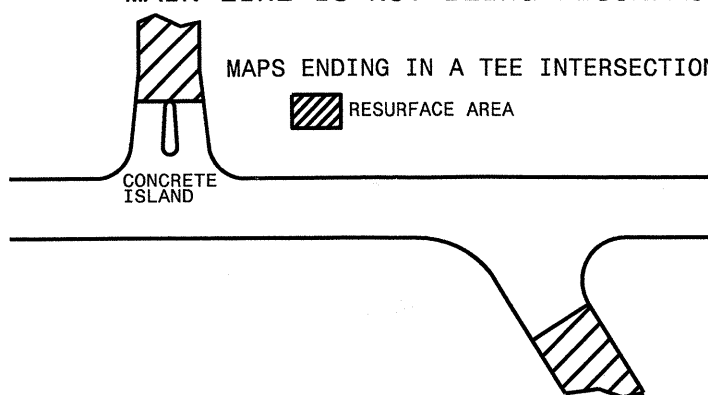 MAPS ENDING IN A TEE INTERSECTION
RESURFACE AREA
CONCRETE
ISLAND